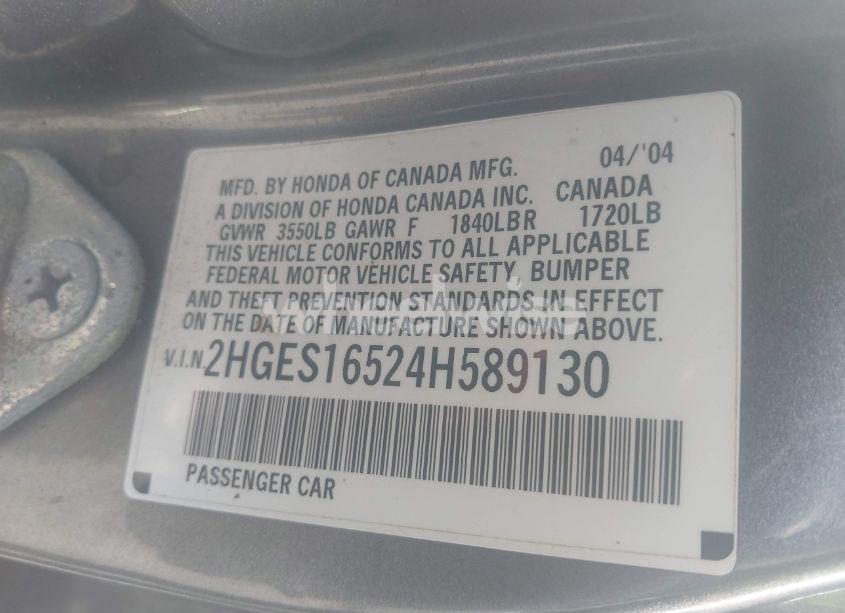 MFD. BY HONDA OF CANADA MFG. 04/'04
A DIVISION OF HONDA CANADA INC. CANADA
GVWR 3550LB GAWR F 1840LB R 1720LB
THIS VEHICLE CONFORMS TO ALL APPLICABLE
FEDERAL MOTOR VEHICLE SAFETY, BUMPER
AND THEFT PREVENTION STANDARDS IN EFFECT
ON THE DATE OF MANUFACTURE SHOWN ABOVE.
V.I.N. 2HGES16524H589130
PASSENGER CAR